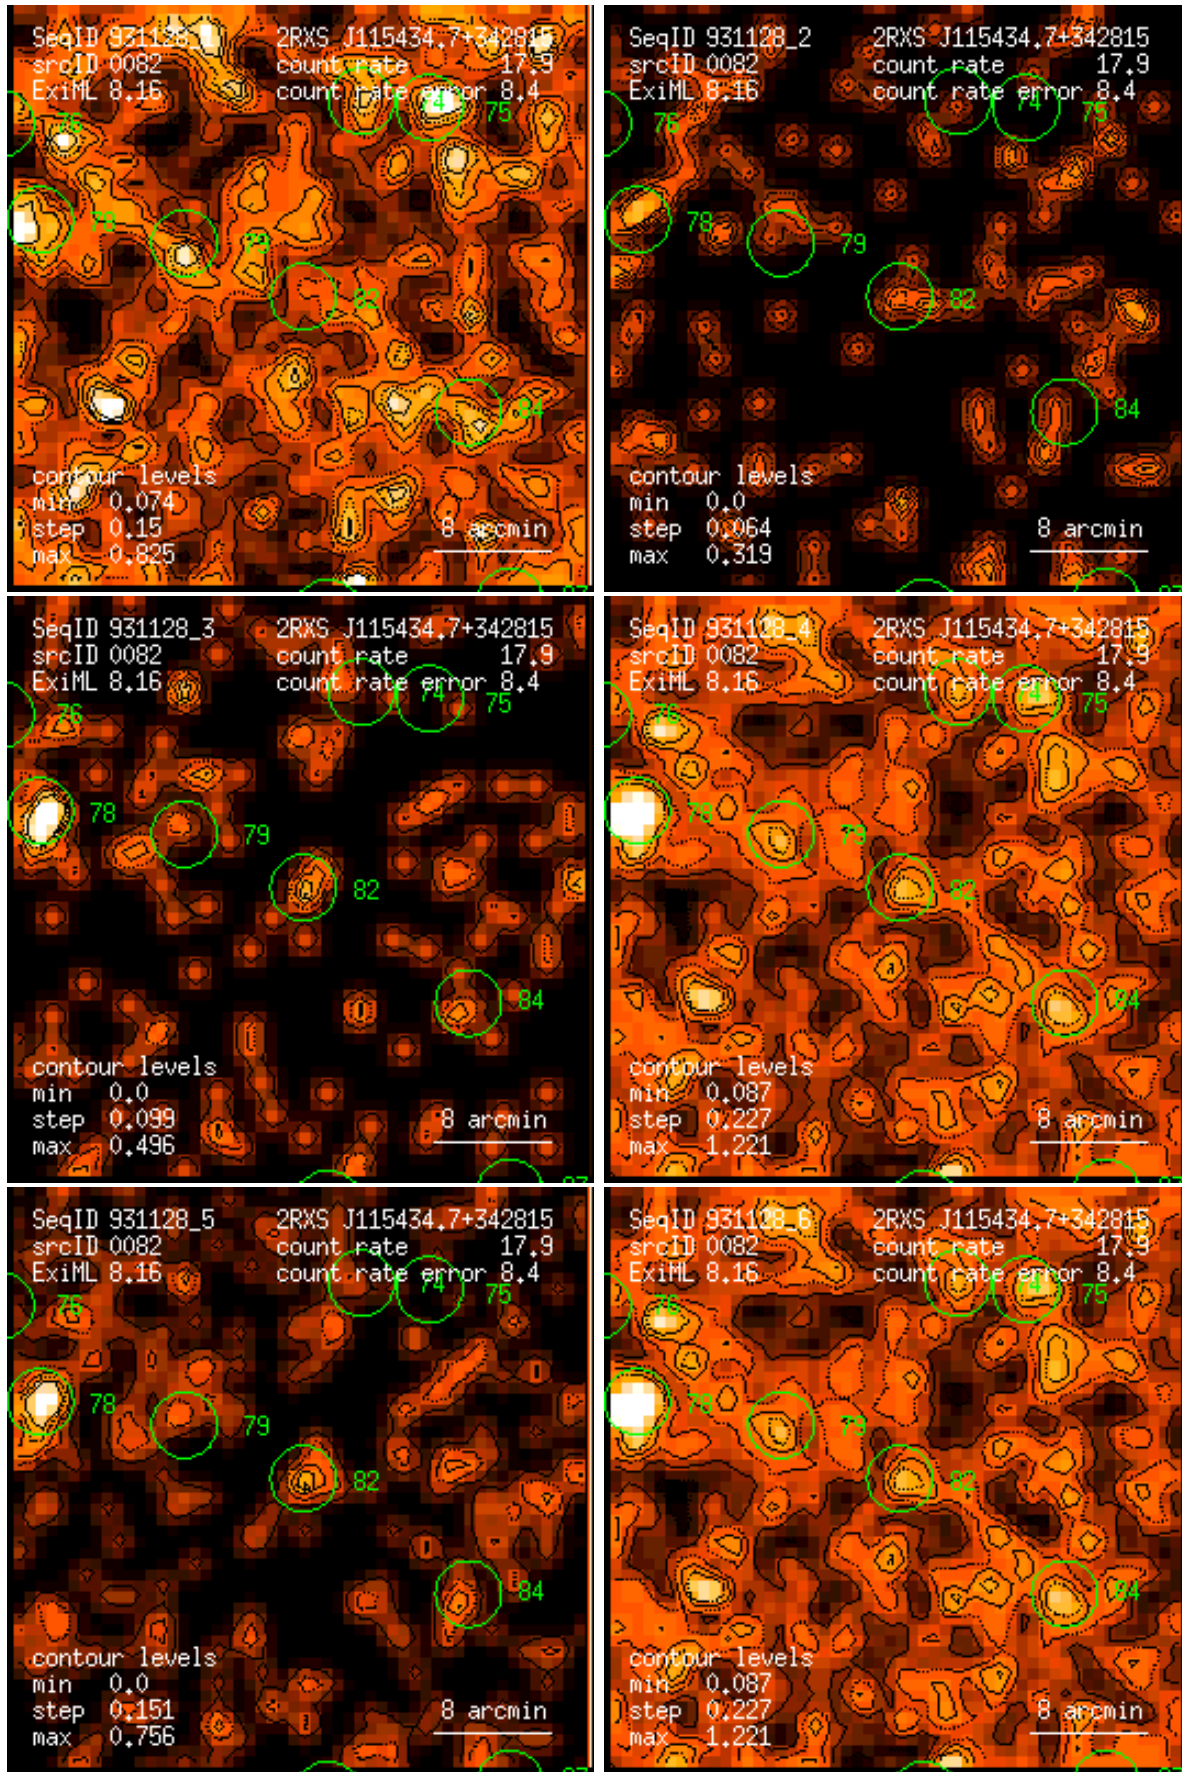 SeqID 931128_1 2RXS J115434.7+342815
srcID 0082 count rate 17.9
ExiML 8.16 count rate error 8.4
76 74 75
78 79
82
84
contour levels
min 0.074
step 0.15 8 arcmin
max 0.825
SeqID 931128_2 2RXS J115434.7+342815
srcID 0082 count rate 17.9
ExiML 8.16 count rate error 8.4
76 74 75
78 79
82
84
contour levels
min 0.0
step 0.064 8 arcmin
max 0.319
SeqID 931128_3 2RXS J115434.7+342815
srcID 0082 count rate 17.9
ExiML 8.16 count rate error 8.4
76 74 75
78 79
82
84
contour levels
min 0.0
step 0.099 8 arcmin
max 0.496
SeqID 931128_4 2RXS J115434.7+342815
srcID 0082 count rate 17.9
ExiML 8.16 count rate error 8.4
76 74 75
78 79
82
84
contour levels
min 0.087
step 0.227 8 arcmin
max 1.221
SeqID 931128_5 2RXS J115434.7+342815
srcID 0082 count rate 17.9
ExiML 8.16 count rate error 8.4
76 74 75
78 79
82
84
contour levels
min 0.0
step 0.151 8 arcmin
max 0.756
SeqID 931128_6 2RXS J115434.7+342815
srcID 0082 count rate 17.9
ExiML 8.16 count rate error 8.4
76 74 75
78 79
82
84
contour levels
min 0.087
step 0.227 8 arcmin
max 1.221